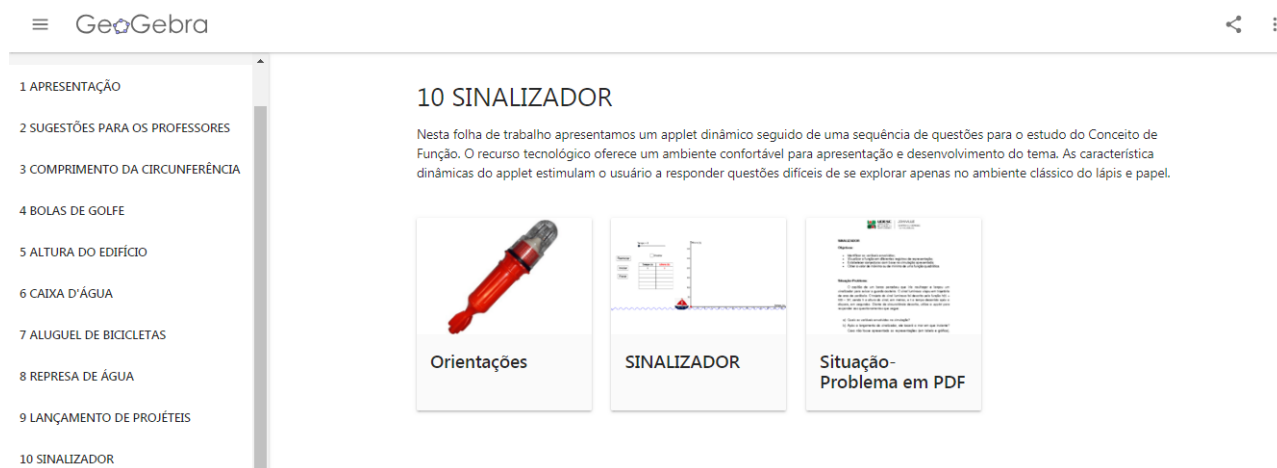 GeoGebra
1 APRESENTAÇÃO
2 SUGESTÕES PARA OS PROFESSORES
3 COMPRIMENTO DA CIRCUNFERÊNCIA
4 BOLAS DE GOLFE
5 ALTURA DO EDIFÍCIO
6 CAIXA D'ÁGUA
7 ALUGUEL DE BICICLETAS
8 REPRESA DE ÁGUA
9 LANÇAMENTO DE PROJÉTEIS
10 SINALIZADOR
10 SINALIZADOR
Nesta folha de trabalho apresentamos um applet dinâmico seguido de uma sequência de questões para o estudo do Conceito de
Função. O recurso tecnológico oferece um ambiente confortável para apresentação e desenvolvimento do tema. As característica
dinâmicas do applet estimulam o usuário a responder questões difíceis de se explorar apenas no ambiente clássico do lápis e papel.
Orientações
SINALIZADOR
Situação-
Problema em PDF